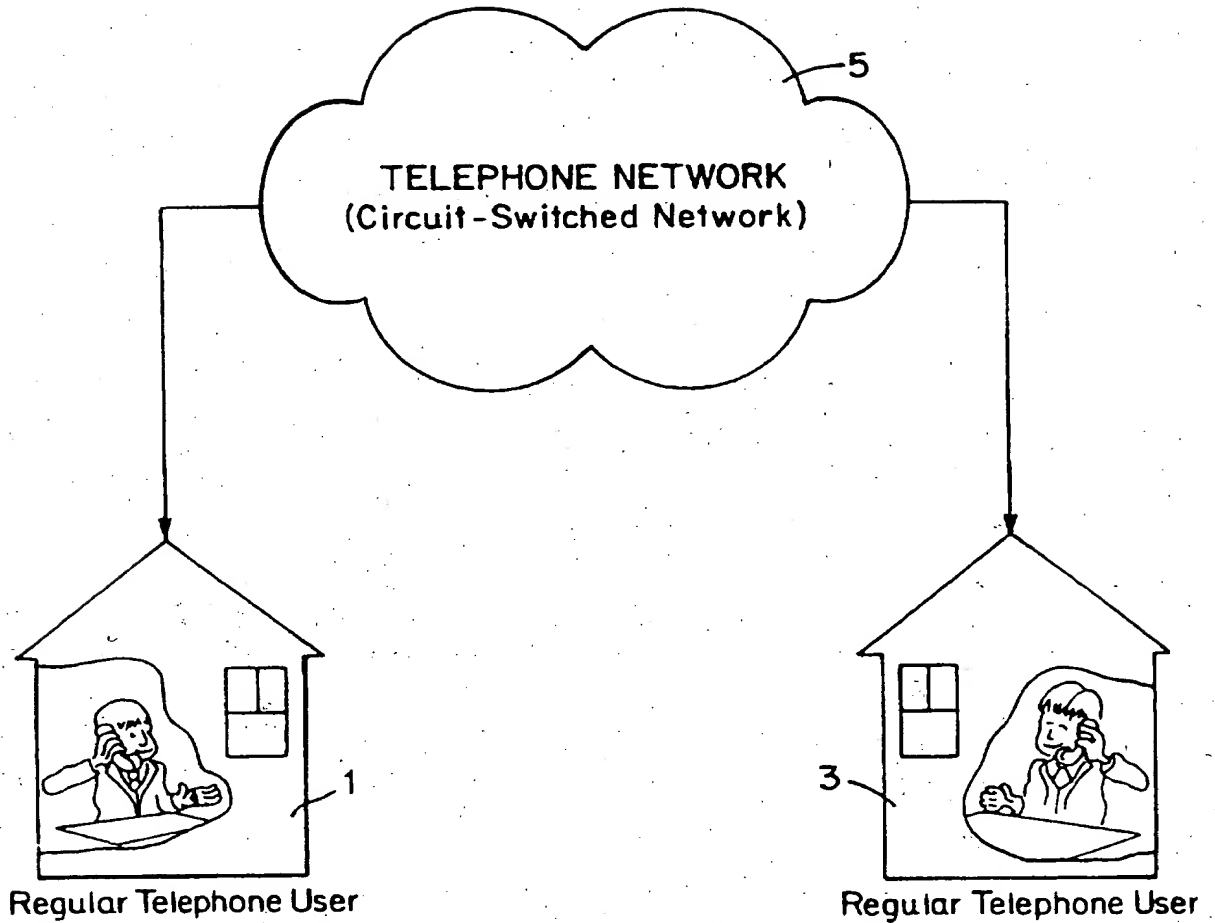 5
TELEPHONE NETWORK
(Circuit-Switched Network)
1
3
Regular Telephone User
Regular Telephone User